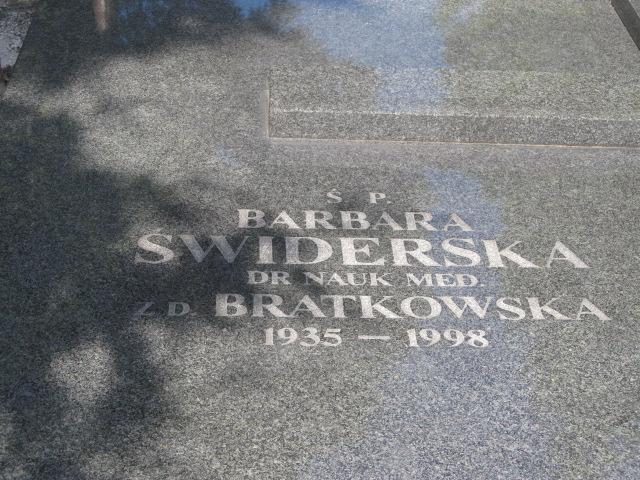 Ś P
BARBARA
SWIDERSKA
DR NAUK MED.
Z D. BRATKOWSKA
1935 — 1998